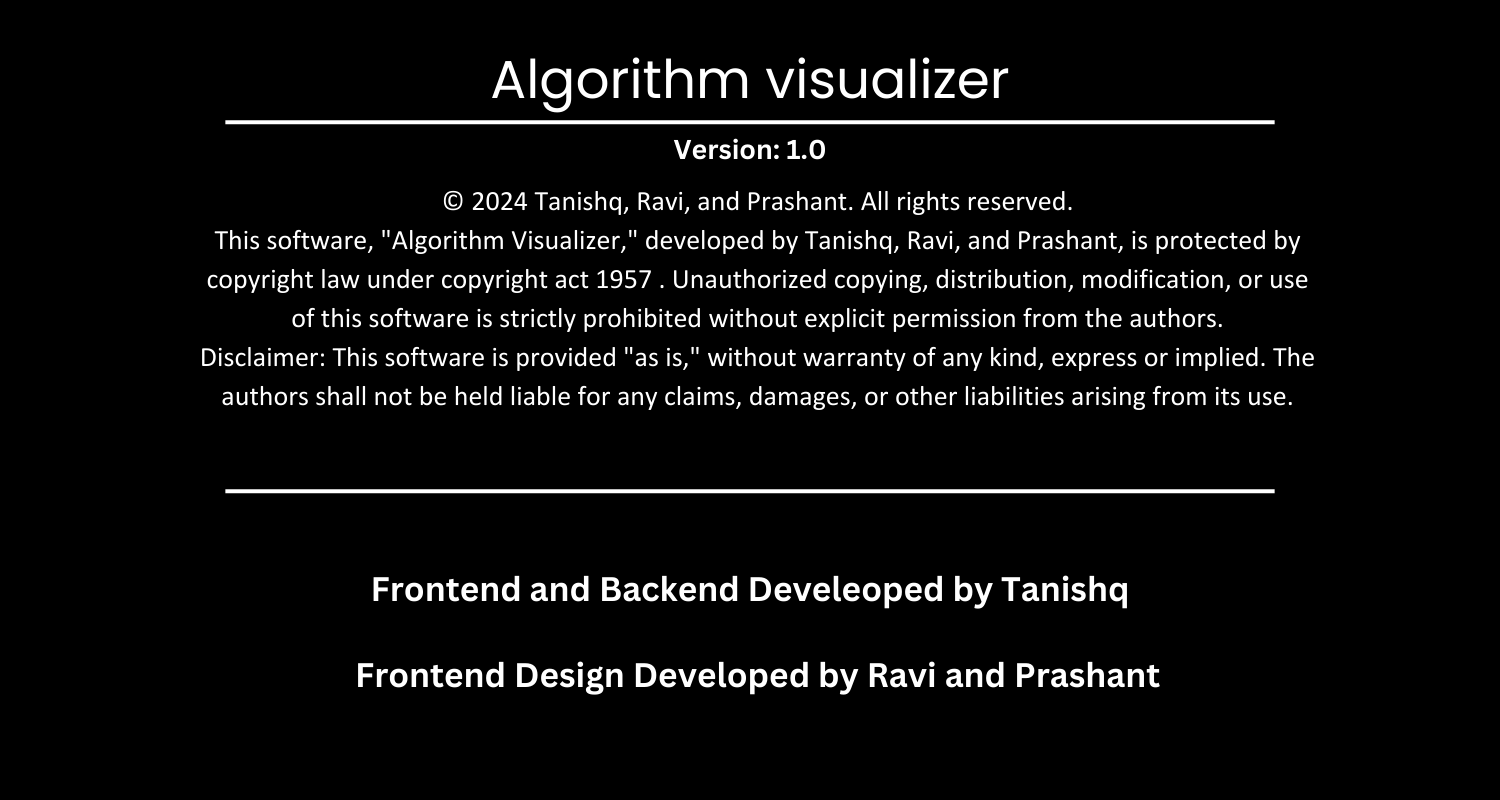 Algorithm visualizer
Version: 1.0
© 2024 Tanishq, Ravi, and Prashant. All rights reserved.
This software, "Algorithm Visualizer," developed by Tanishq, Ravi, and Prashant, is protected by
copyright law under copyright act 1957 . Unauthorized copying, distribution, modification, or use
of this software is strictly prohibited without explicit permission from the authors.
Disclaimer: This software is provided "as is," without warranty of any kind, express or implied. The
authors shall not be held liable for any claims, damages, or other liabilities arising from its use.
Frontend and Backend Develeoped by Tanishq
Frontend Design Developed by Ravi and Prashant